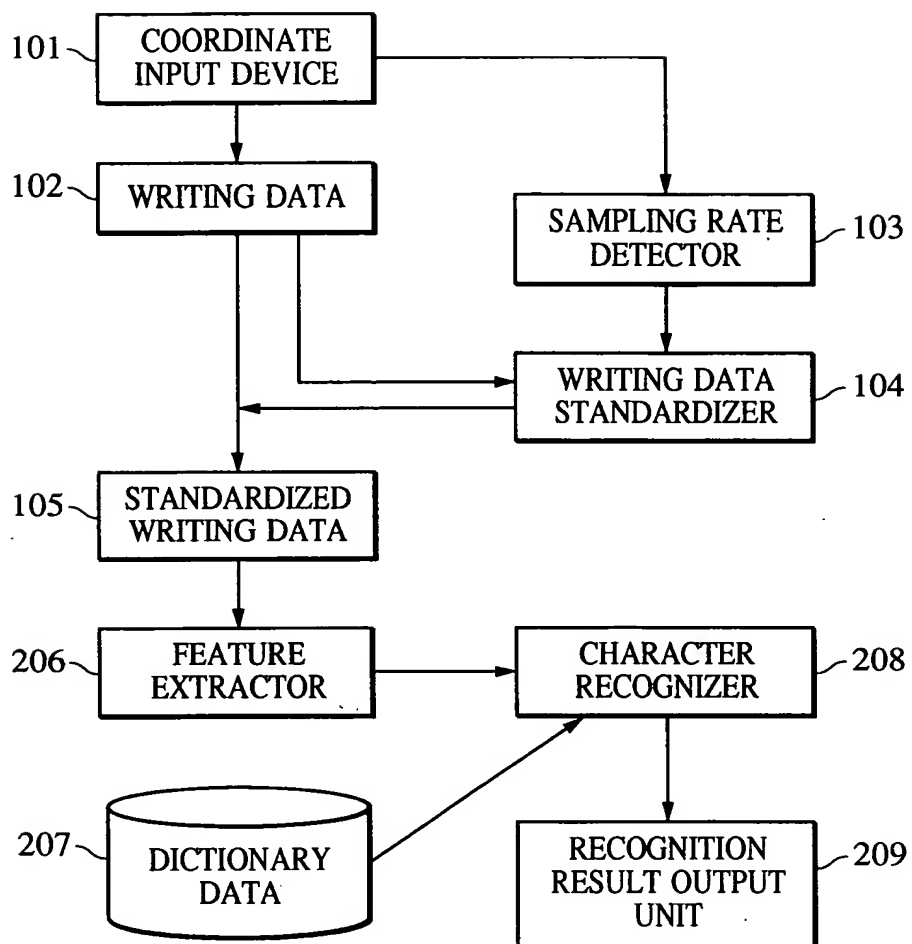 101
COORDINATE
INPUT DEVICE
102
WRITING DATA
SAMPLING RATE
DETECTOR
103
WRITING DATA
STANDARDIZER
104
105
STANDARDIZED
WRITING DATA
206
FEATURE
EXTRACTOR
CHARACTER
RECOGNIZER
208
207
DICTIONARY
DATA
RECOGNITION
RESULT OUTPUT
UNIT
209